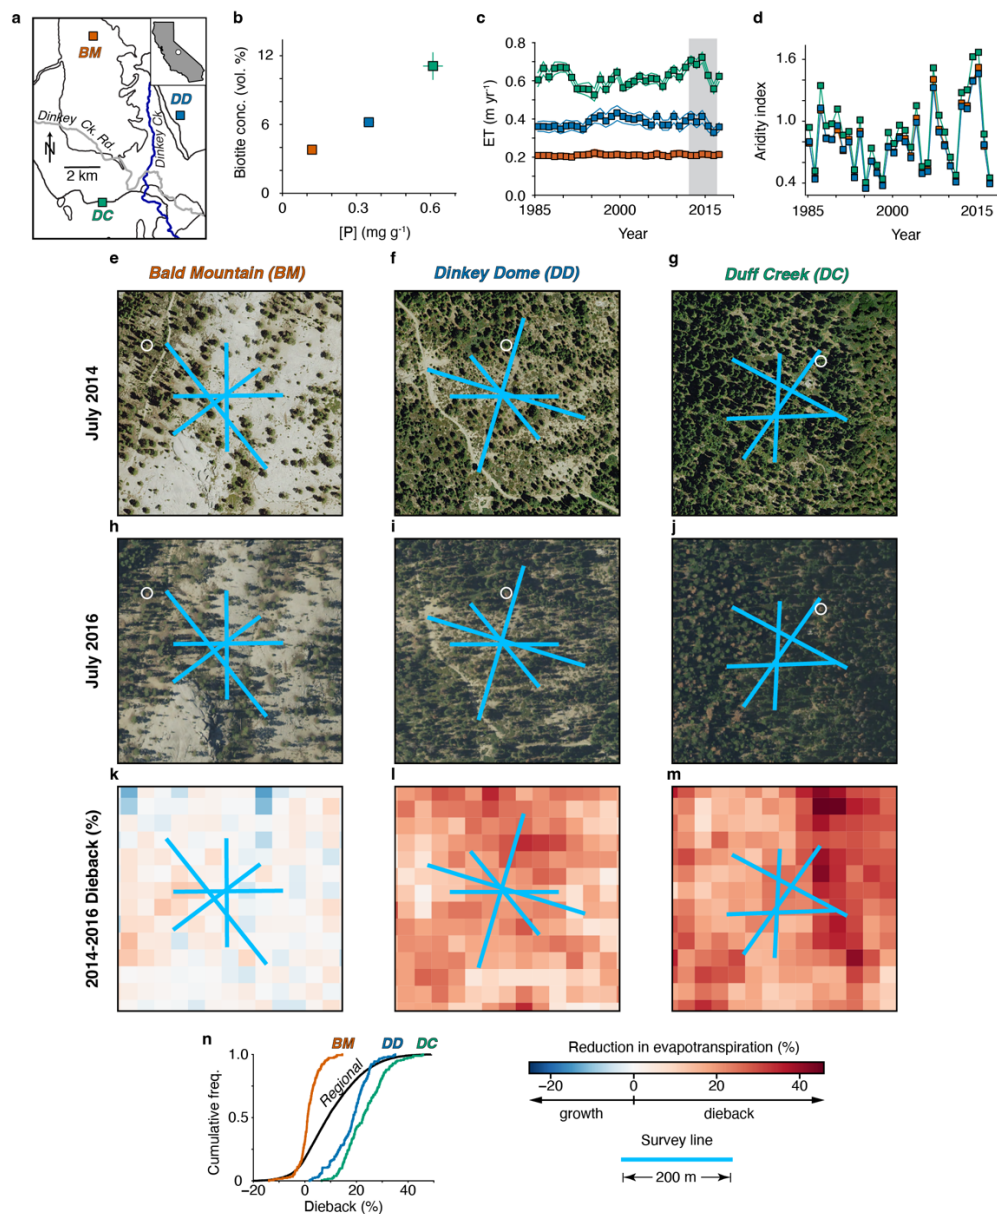 a
BM
DD
Dinkey Ck. Rd.
Dinkey Ck.
N
2 km
DC
b
Biotite conc. (vol. %)
12
6
0
0
0.3
0.6
[P] (mg g⁻¹)
c
ET (m yr⁻¹)
0.8
0.6
0.4
0.2
0.0
1985
2000
2015
Year
d
Aridity index
1.0
0.4
1985
2000
2015
Year
e
Bald Mountain (BM)
f
Dinkey Dome (DD)
g
Duff Creek (DC)
July 2014
h
i
j
July 2016
k
l
m
2014-2016 Dieback (%)
n
BM
DD
DC
Regional
Cumulative freq.
1.0
0.5
0
−20
0
20
40
Dieback (%)
Reduction in evapotranspiration (%)
−20
0
20
40
growth
dieback
Survey line
200 m